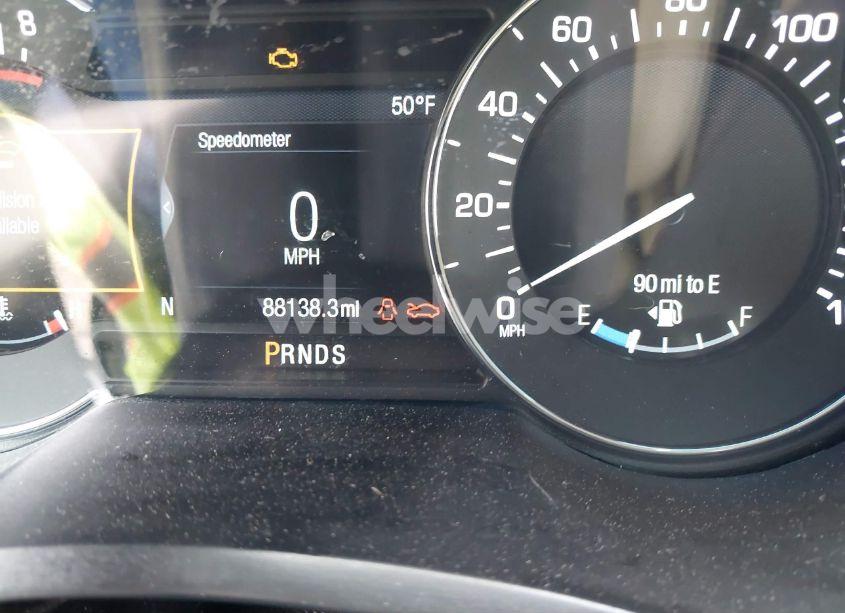 8
60
80
100
50°F
Speedometer
40
0
MPH
20
90 mi to E
H
N
88138.3mi
0
MPH
E
F
PRNDS
wheelwise